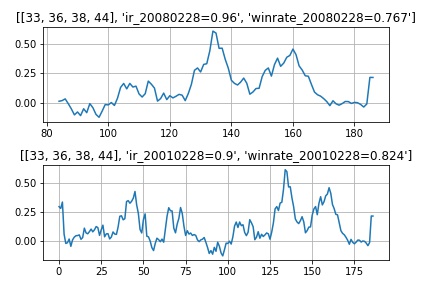 [[33, 36, 38, 44], 'ir_20080228=0.96', 'winrate_20080228=0.767']
0.50
0.25
0.00
80 100 120 140 160 180
[[33, 36, 38, 44], 'ir_20010228=0.9', 'winrate_20010228=0.824']
0.50
0.25
0.00
0 25 50 75 100 125 150 175